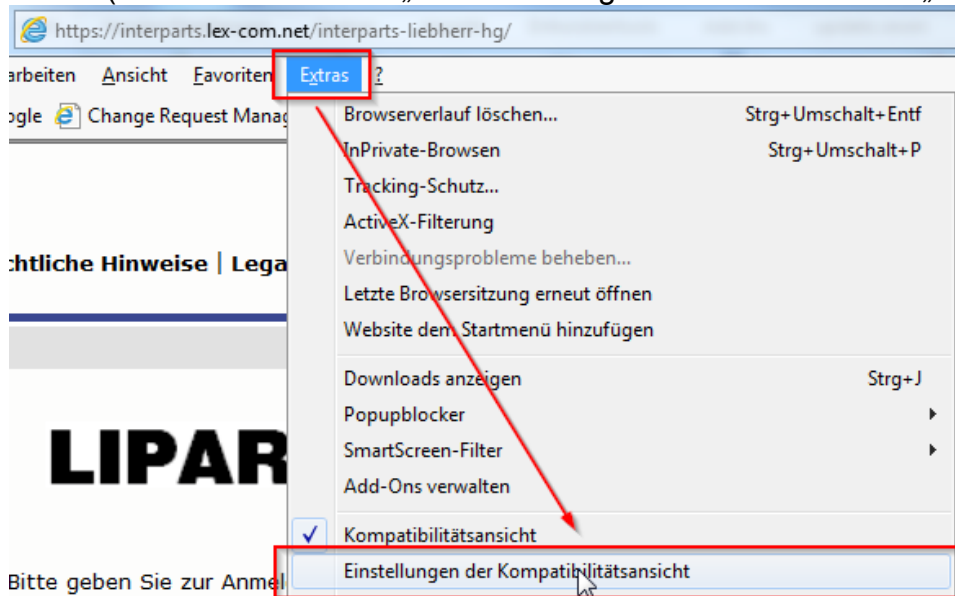 https://interparts.lex-com.net/interparts-liebherr-hg/
arbeiten Ansicht Favoriten Extras ?
ogle Change Request Manag
Browserverlauf löschen... Strg+Umschalt+Entf
InPrivate-Browsen Strg+Umschalt+P
Tracking-Schutz...
ActiveX-Filterung
chtliche Hinweise | Lega
Verbindungsprobleme beheben...
Letzte Browsersitzung erneut öffnen
Website dem Startmenü hinzufügen
Downloads anzeigen Strg+J
Popupblocker
LIPAR
SmartScreen-Filter
Add-Ons verwalten
Kompatibilitätsansicht
Einstellungen der Kompatibilitätsansicht
Bitte geben Sie zur Anmel